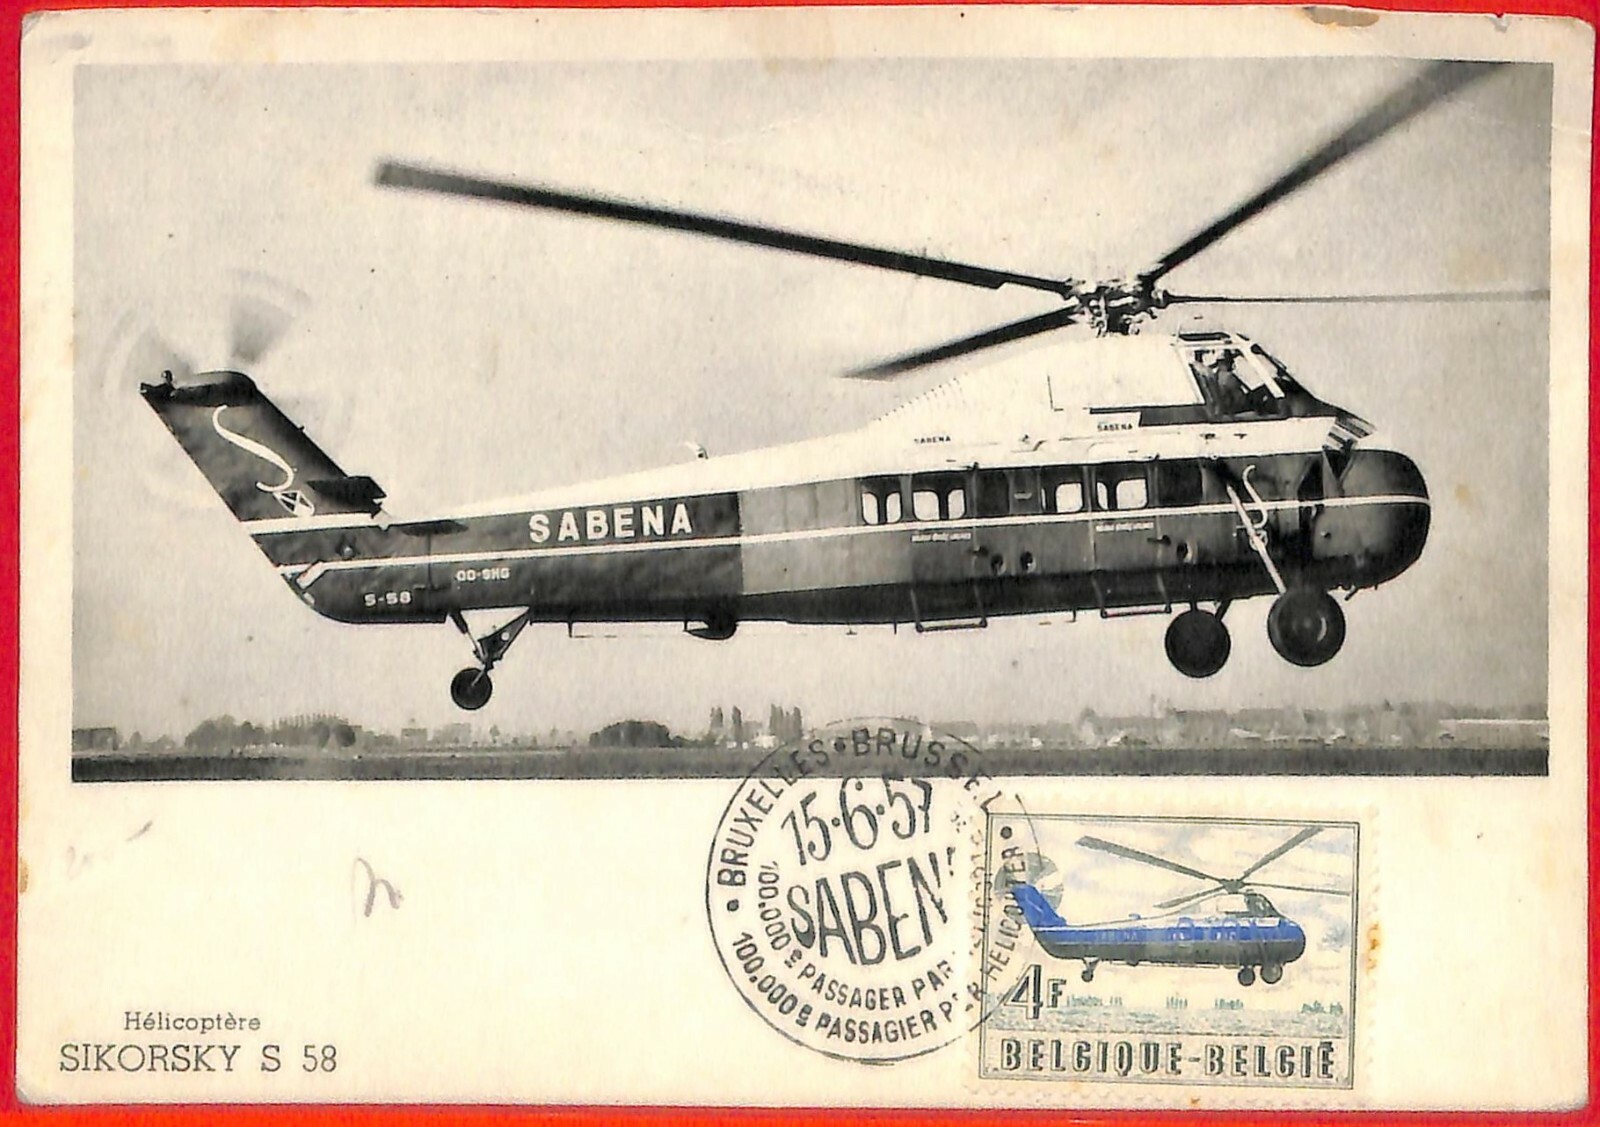 SABENA
SABENA
SABENA
OO-SHG
S-58
BRUXELLES • BRUSSEL
15·6·57
SABEN
100.000e PASSAGER PAR
100.000e PASSAGIER PER HELICOPTER
4F
BELGIQUE-BELGIË
Hélicoptère
SIKORSKY S 58